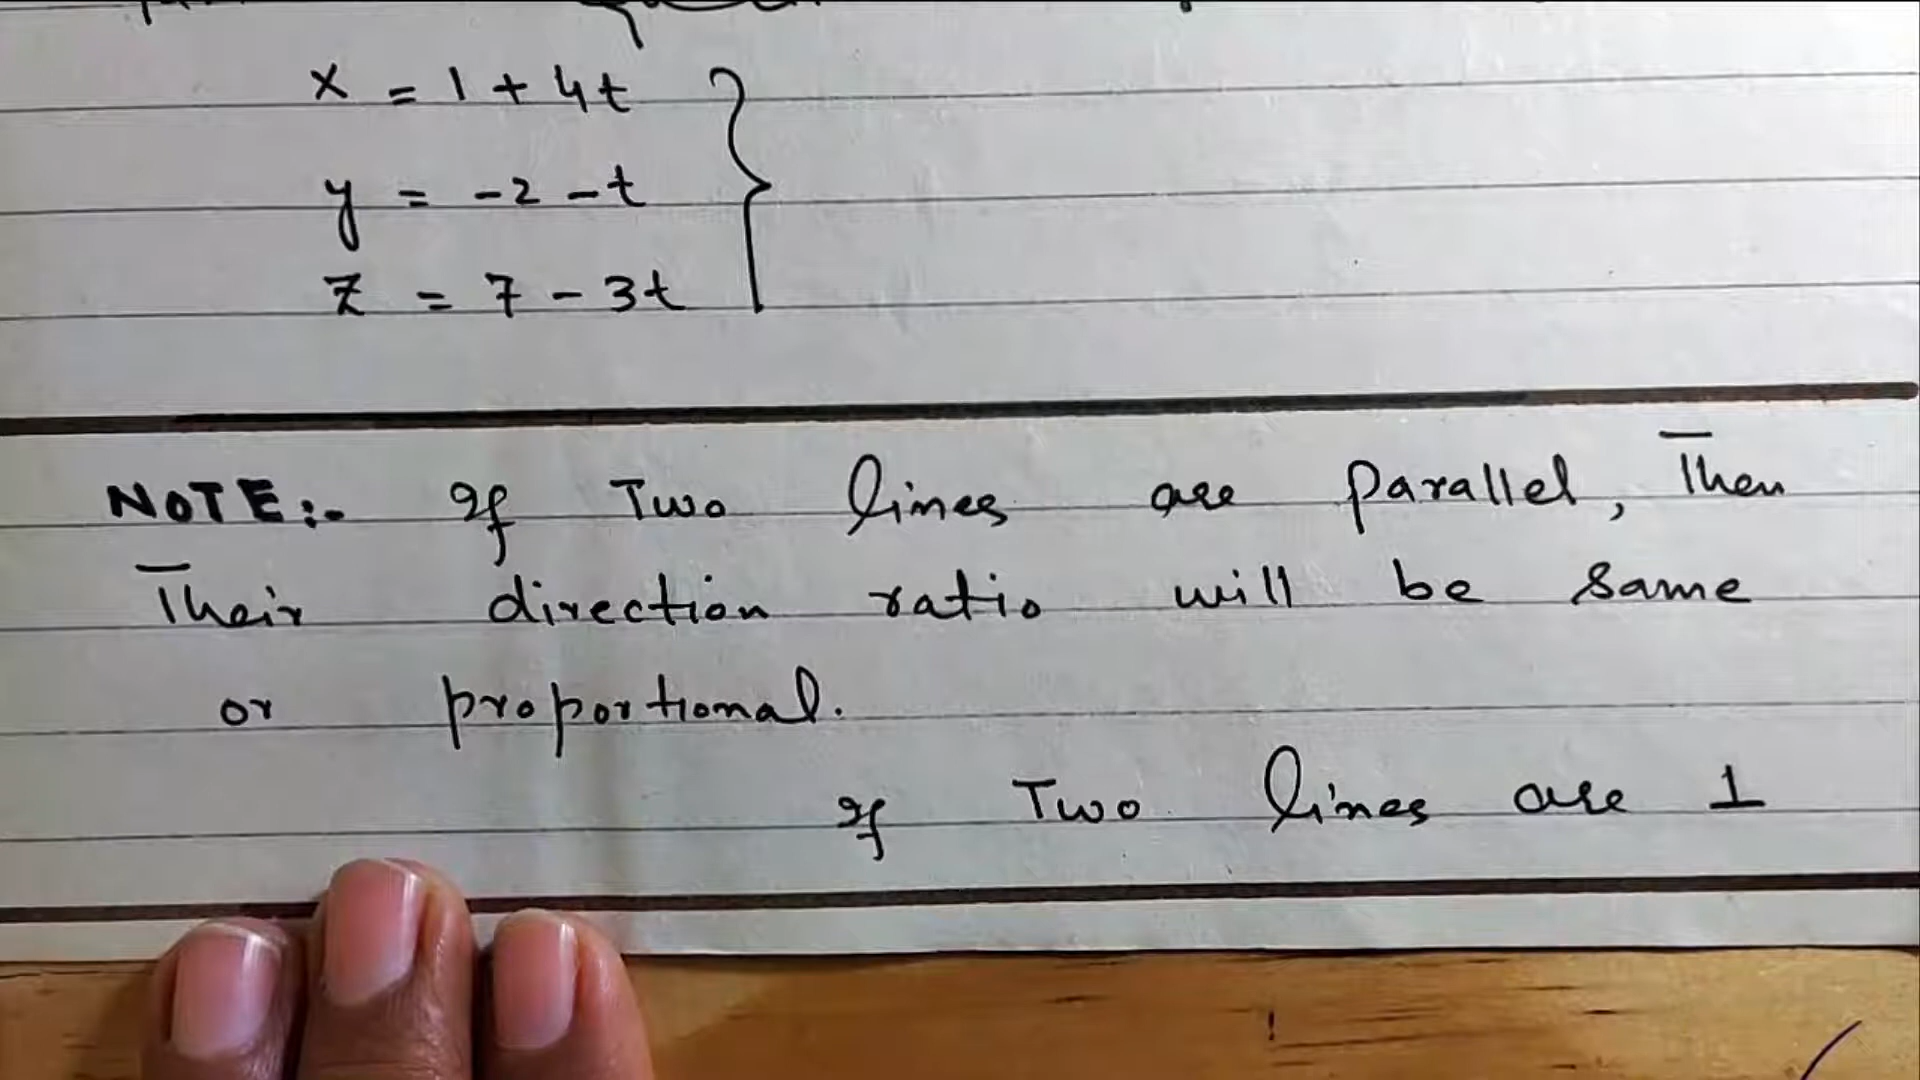 x = 1 + 4t
y = -2 - t
z = 7 - 3t
NOTE:- If Two lines are parallel, Then
Their direction ratio will be same
or proportional.
If Two lines are ⊥